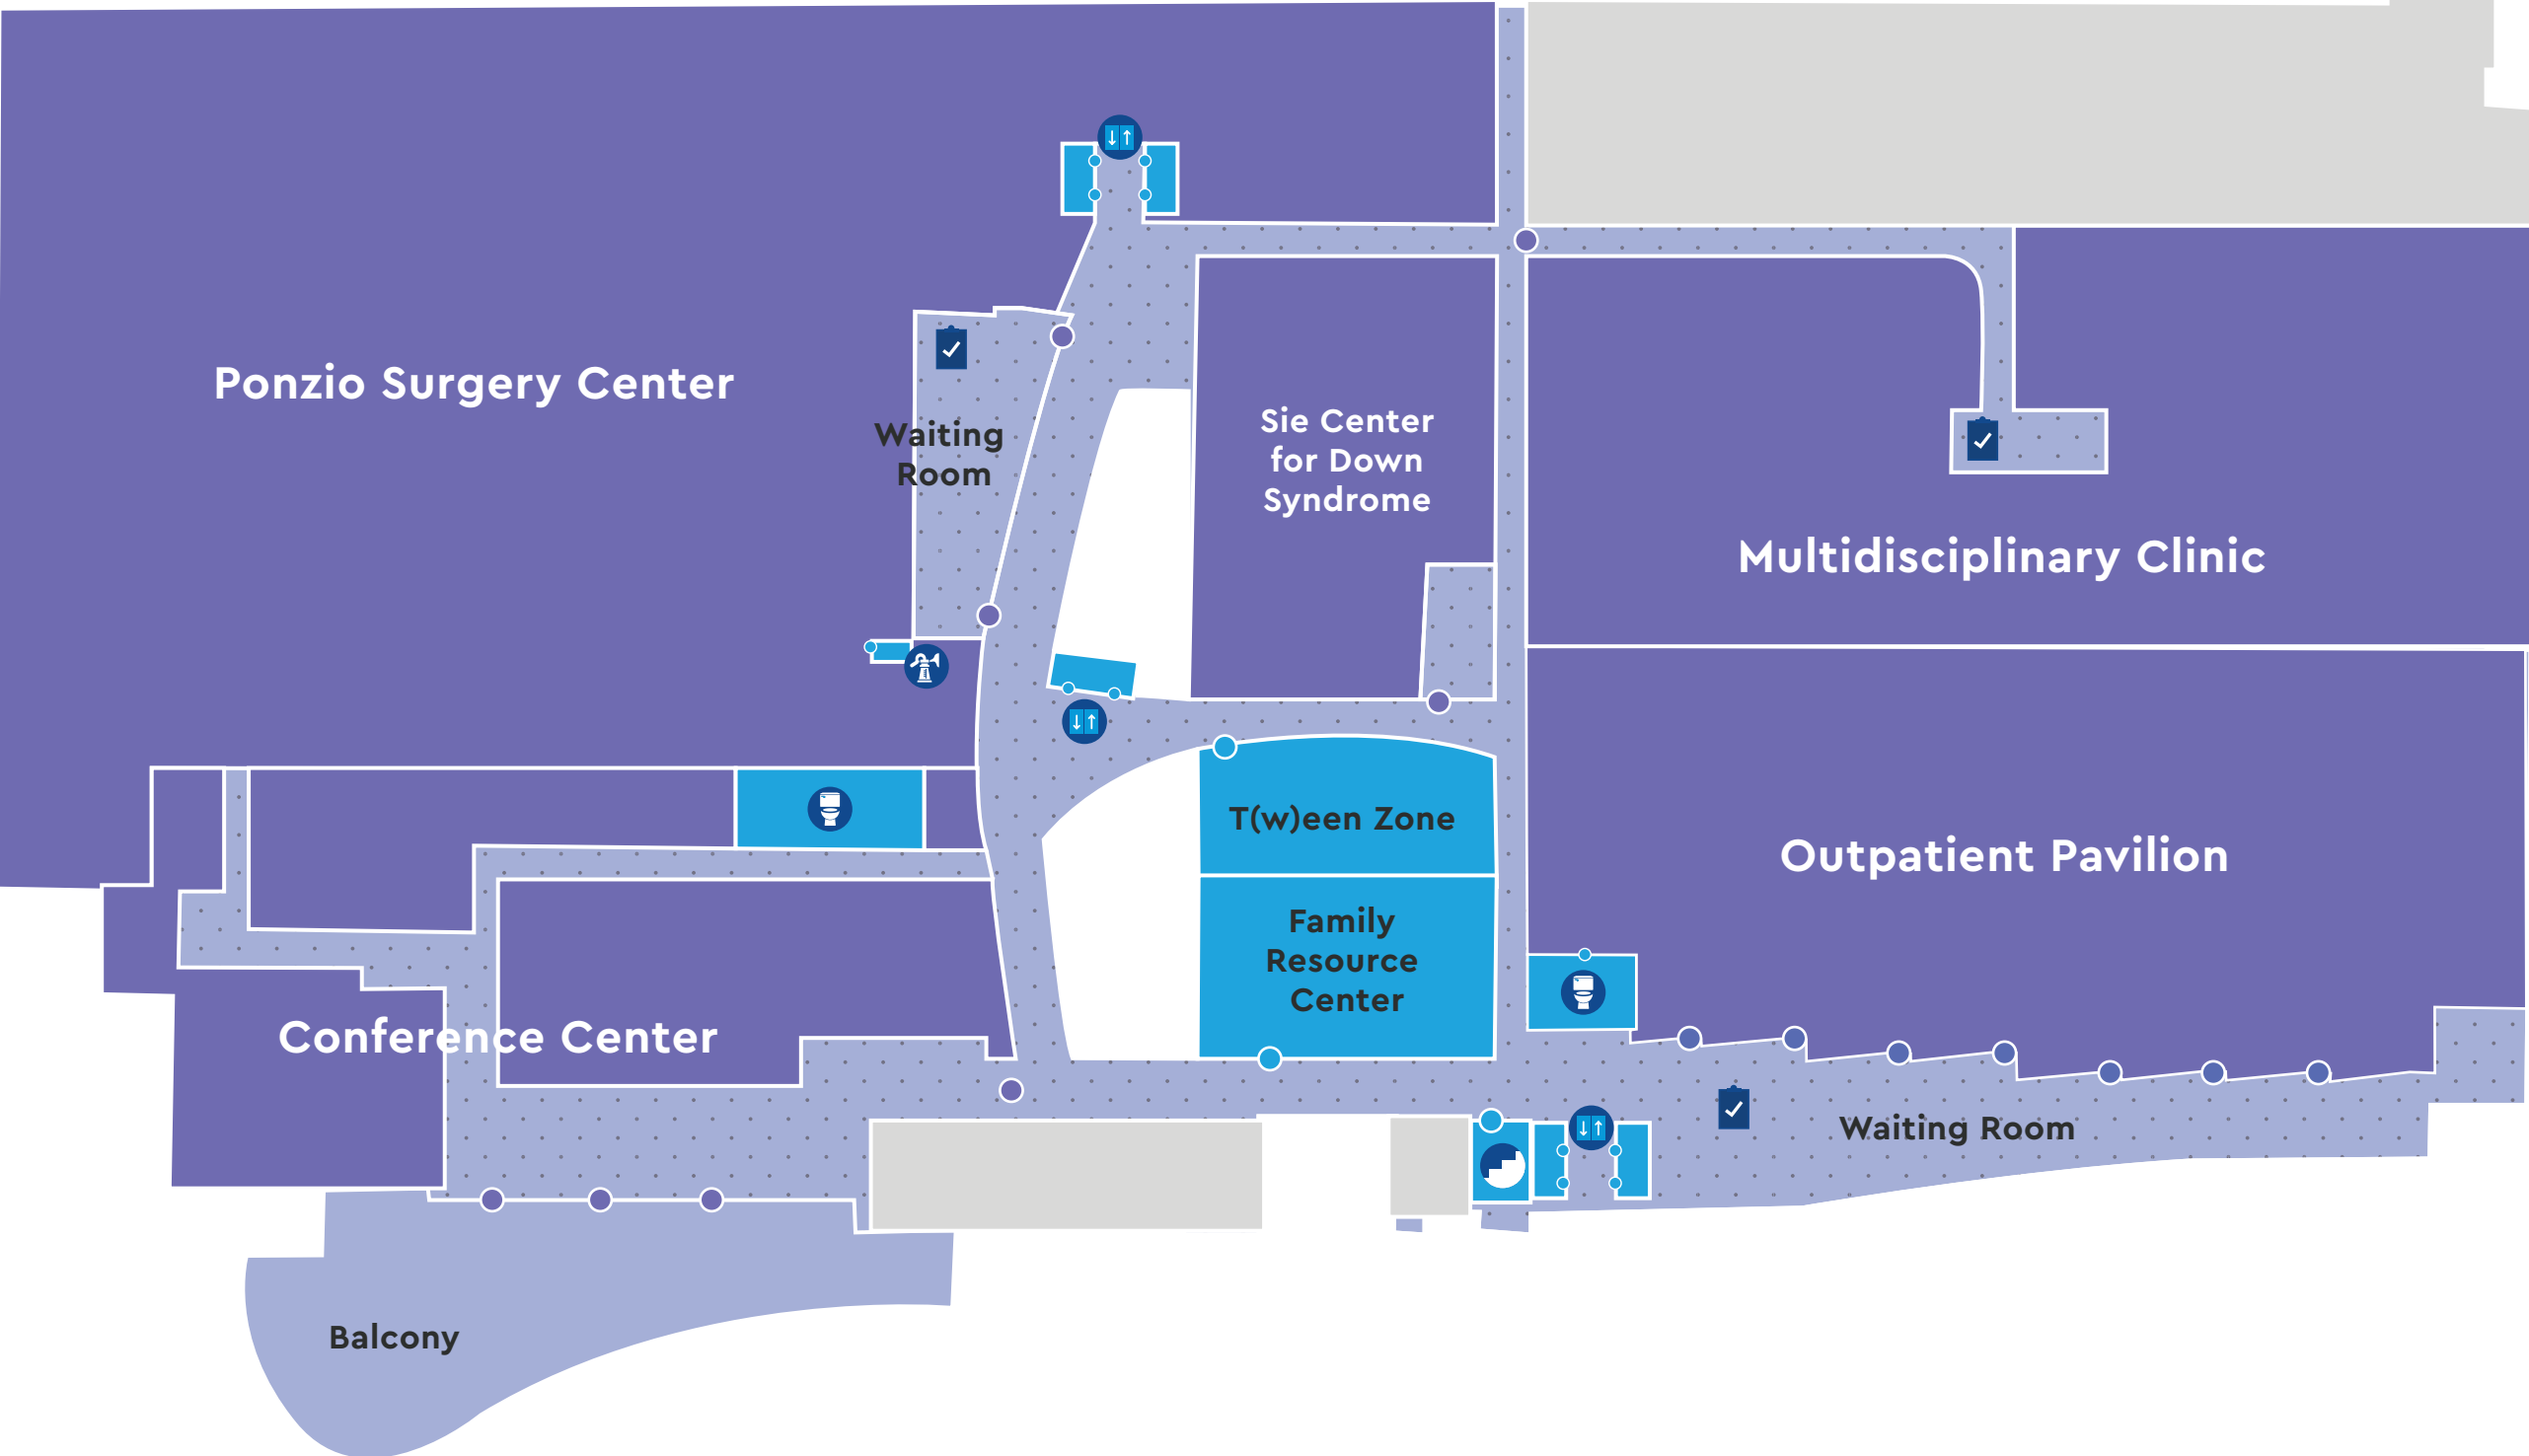 Ponzio Surgery Center
Waiting
Room
Sie Center
for Down
Syndrome
Multidisciplinary Clinic
T(w)een Zone
Outpatient Pavilion
Family
Resource
Center
Conference Center
Waiting Room
Balcony